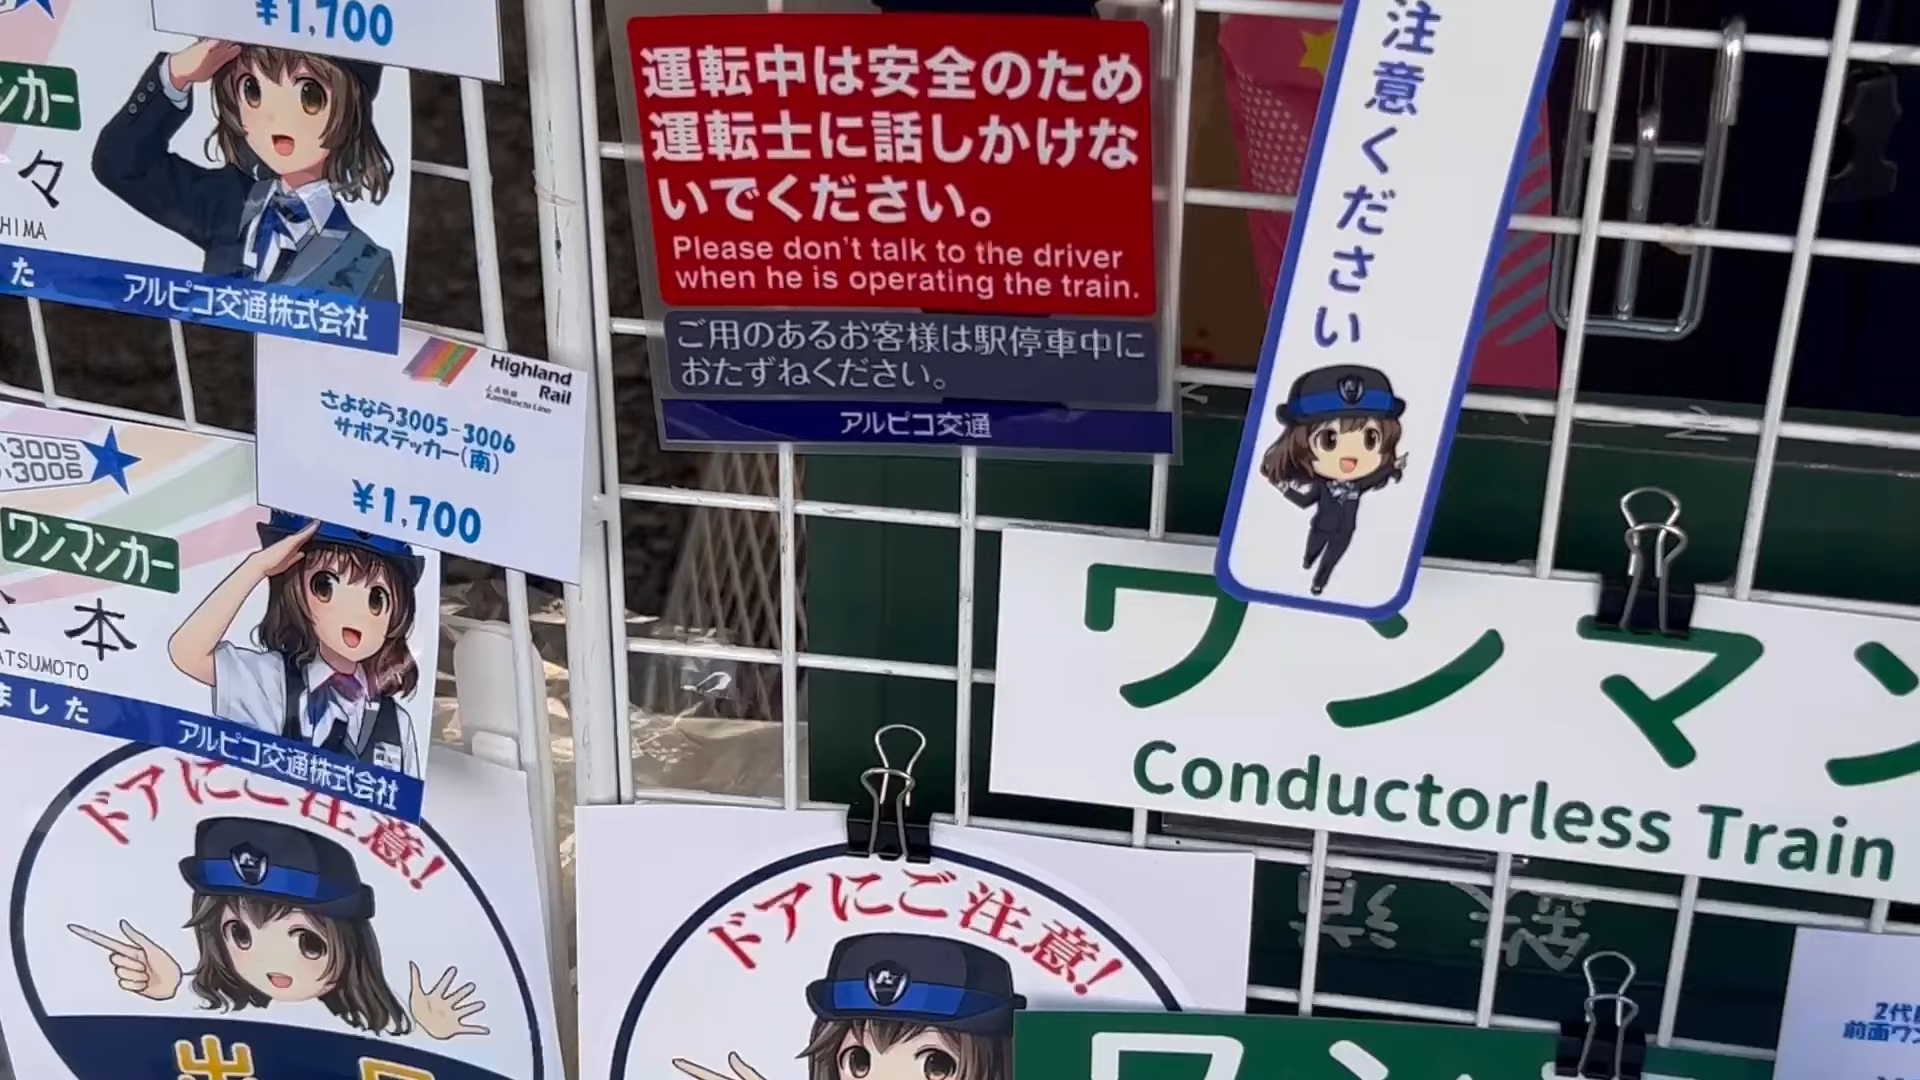 ¥1,700
ンカー
々
HIMA
た
アルピコ交通株式会社
運転中は安全のため
運転士に話しかけな
いでください。
Please don't talk to the driver
when he is operating the train.
ご用のあるお客様は駅停車中に
おたずねください。
アルピコ交通
注意ください
Highland
Rail
上高地線
Kamikochi Line
さよなら3005-3006
サボステッカー(南)
¥1,700
3005
3006
ワンマンカー
本
ATSUMOTO
ました
アルピコ交通株式会社
ドアにご注意!
出
ワンマン
Conductorless Train
ドアにご注意!
ワンマ
2代
前面ワン